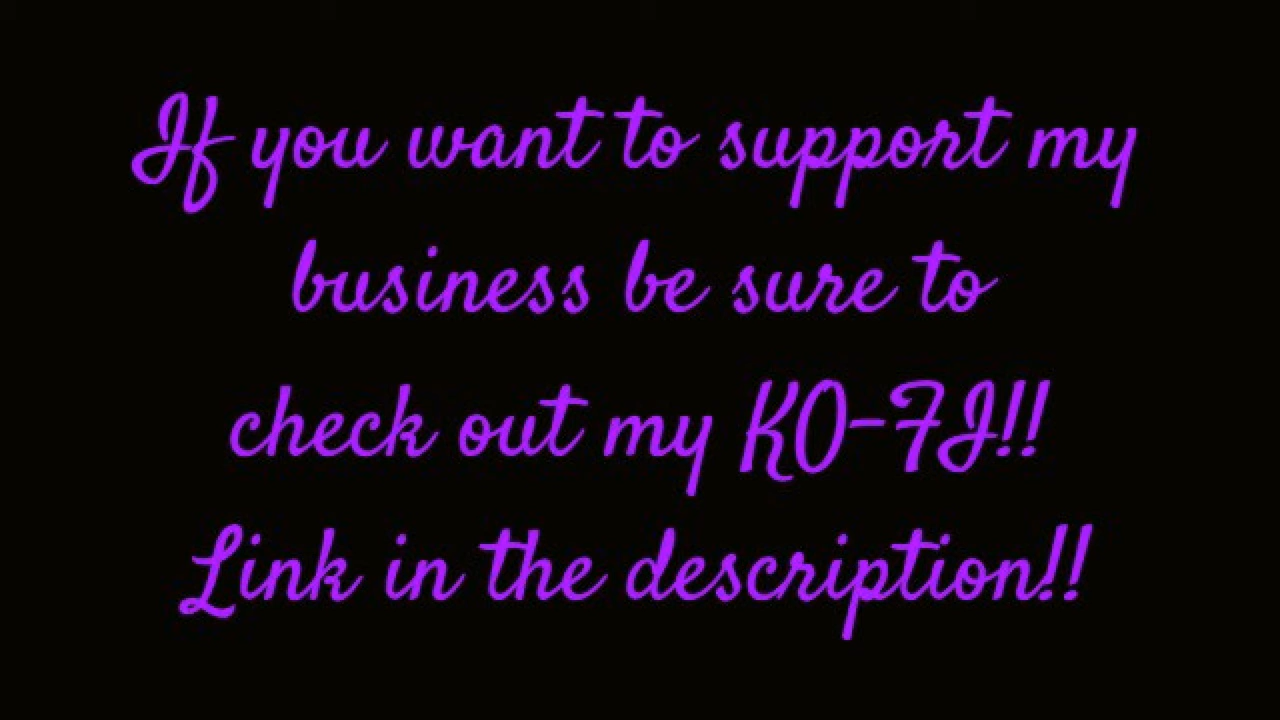 If you want to support my
business be sure to
check out my KO-FI!!
Link in the description!!